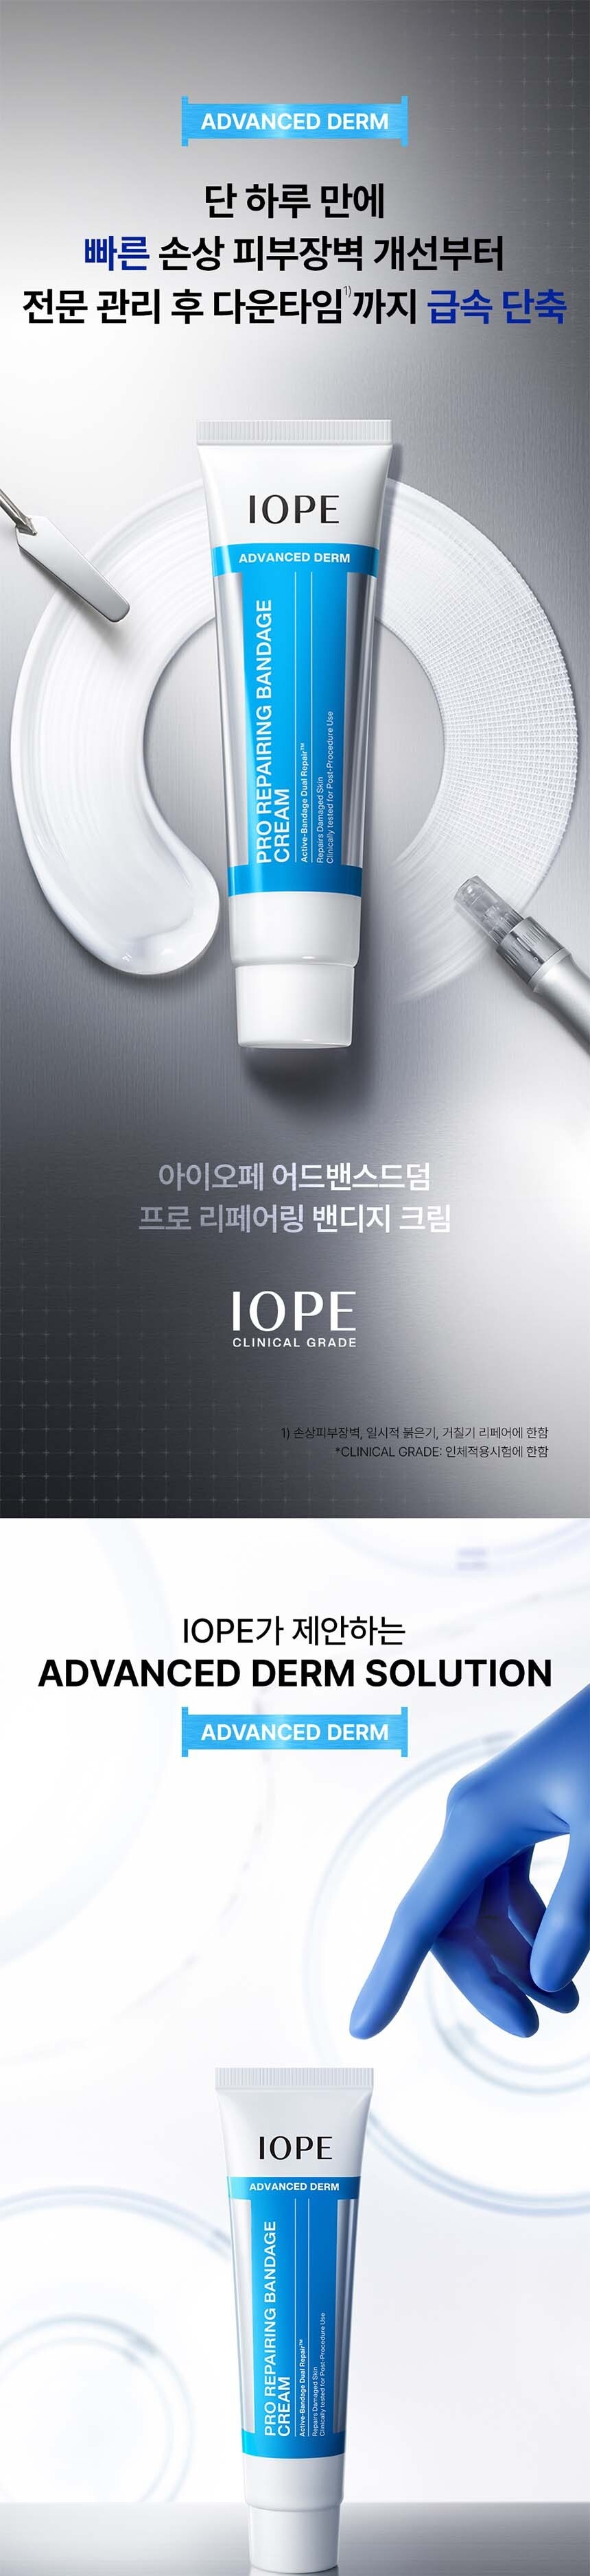 ADVANCED DERM
단 하루 만에
빠른 손상 피부장벽 개선부터
전문 관리 후 다운타임1)까지 급속 단축
IOPE
ADVANCED DERM
PRO REPAIRING BANDAGE
CREAM
Active-Bandage Dual Repair™
Repairs Damaged Skin
Clinically tested for Post-Procedure Use
아이오페 어드밴스드덤
프로 리페어링 밴디지 크림
IOPE
CLINICAL GRADE
1) 손상피부장벽, 일시적 붉은기, 거칠기 리페어에 한함
*CLINICAL GRADE: 인체적용시험에 한함
IOPE가 제안하는
ADVANCED DERM SOLUTION
ADVANCED DERM
IOPE
ADVANCED DERM
PRO REPAIRING BANDAGE
CREAM
Active-Bandage Dual Repair™
Repairs Damaged Skin
Clinically tested for Post-Procedure Use